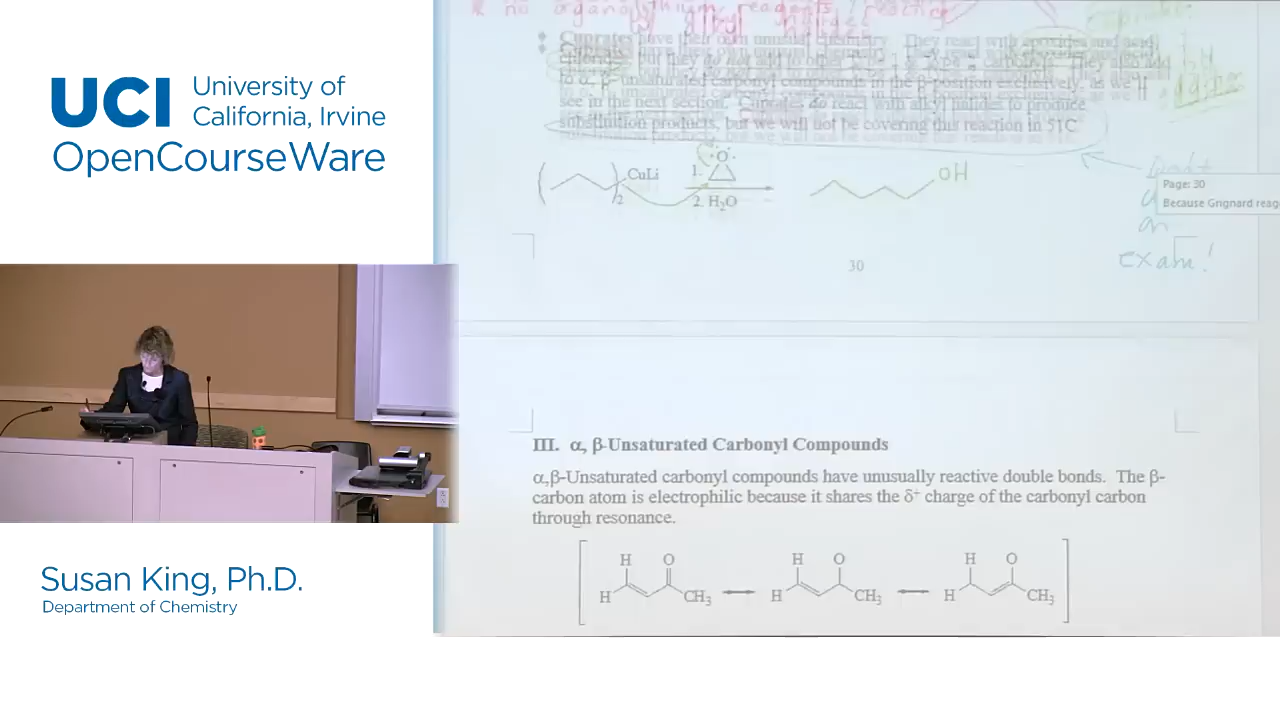 UCI University of
California, Irvine
OpenCourseWare
Susan King, Ph.D.
Department of Chemistry
no organolithium reagents
Cuprates have their own unusual chemistry. They react with epoxides and acid
chlorides, but they do not add to other
to α, β-unsaturated carbonyl compounds in the β-position exclusively, as we'll
see in the next section. Cuprates do react with alkyl halides to produce
substitution products, but we will not be covering this reaction in 51C
( )2 CuLi
1. O
2. H2O
OH
on
exam!
Page: 30
Because Grignard reag
30
III. α, β-Unsaturated Carbonyl Compounds
α,β-Unsaturated carbonyl compounds have unusually reactive double bonds. The β-
carbon atom is electrophilic because it shares the δ+ charge of the carbonyl carbon
through resonance.
H O H O H O
H CH3 H CH3 H CH3